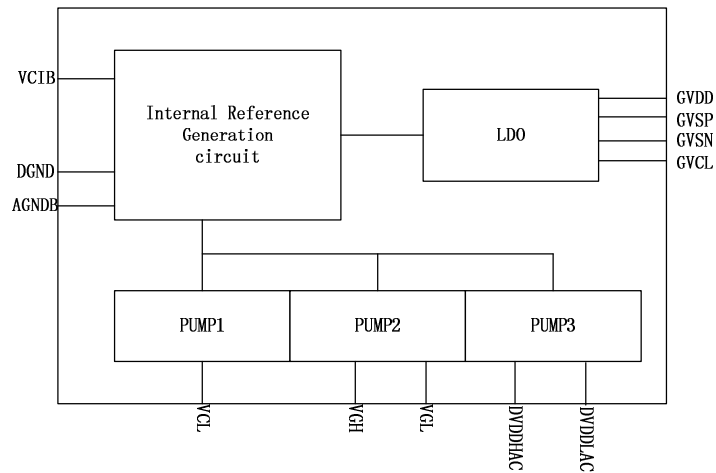 VCIB
DGND
AGNDB
Internal Reference
Generation
circuit
LDO
GVDD
GVSP
GVSN
GVCL
PUMP1
PUMP2
PUMP3
VCL
VGH
VGL
DVDDHAC
DVDDLAC